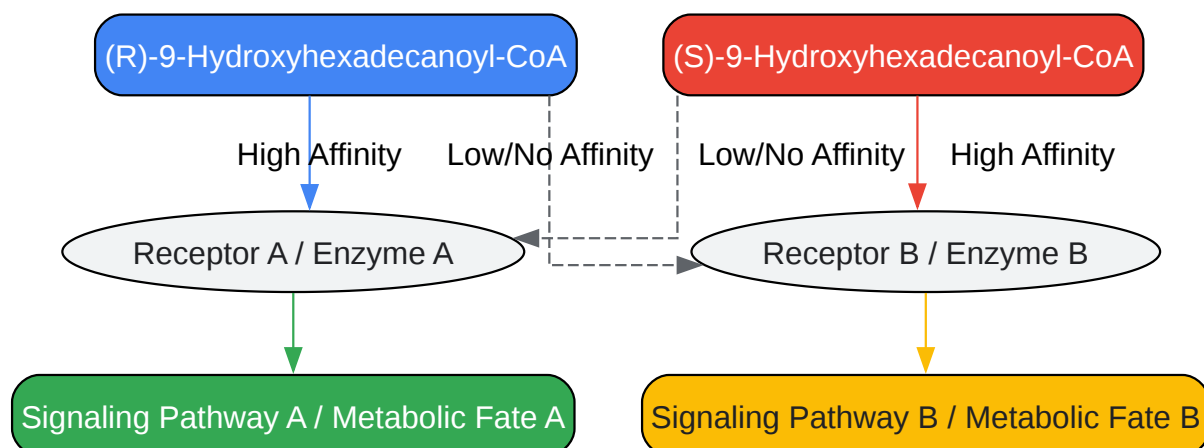 (R)-9-Hydroxyhexadecanoyl-CoA
(S)-9-Hydroxyhexadecanoyl-CoA
High Affinity
Low/No Affinity
Low/No Affinity
High Affinity
Receptor A / Enzyme A
Receptor B / Enzyme B
Signaling Pathway A / Metabolic Fate A
Signaling Pathway B / Metabolic Fate B